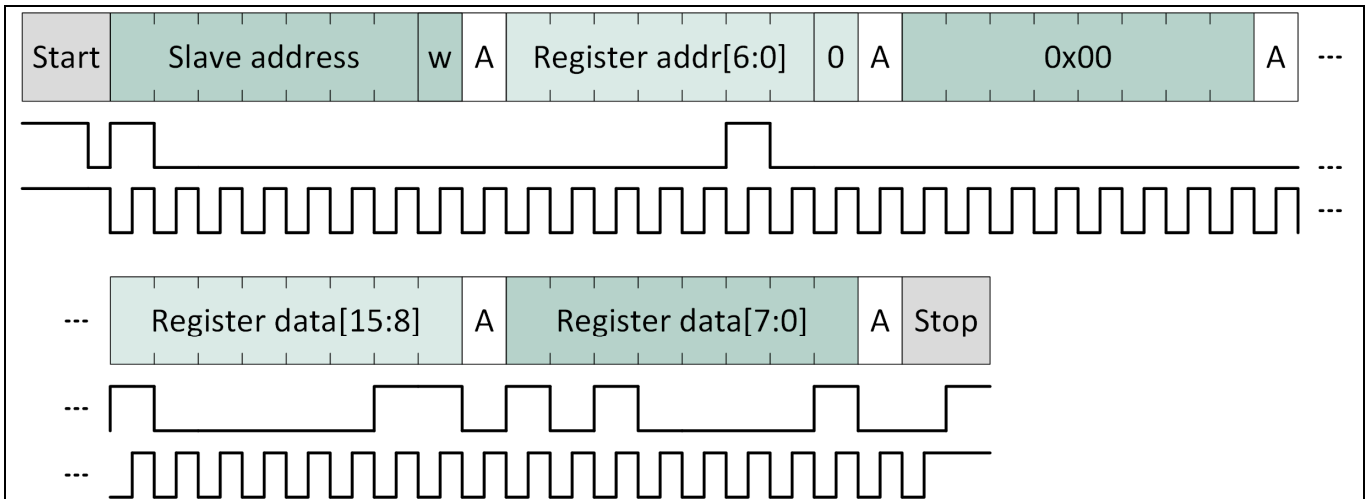 Start Slave address w A Register addr[6:0] 0 A 0x00 A ---
---
---
--- Register data[15:8] A Register data[7:0] A Stop
---
---